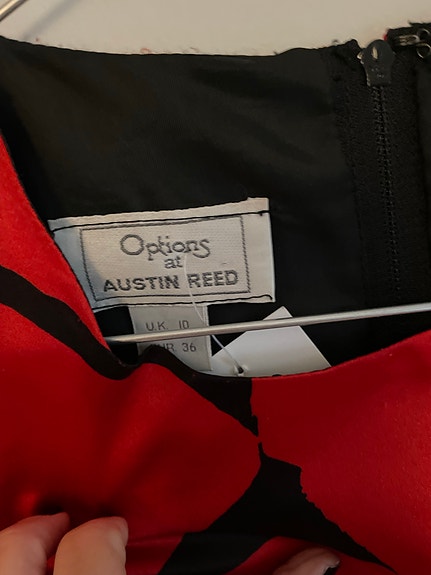 Options
at
AUSTIN REED
U.K. 10
36